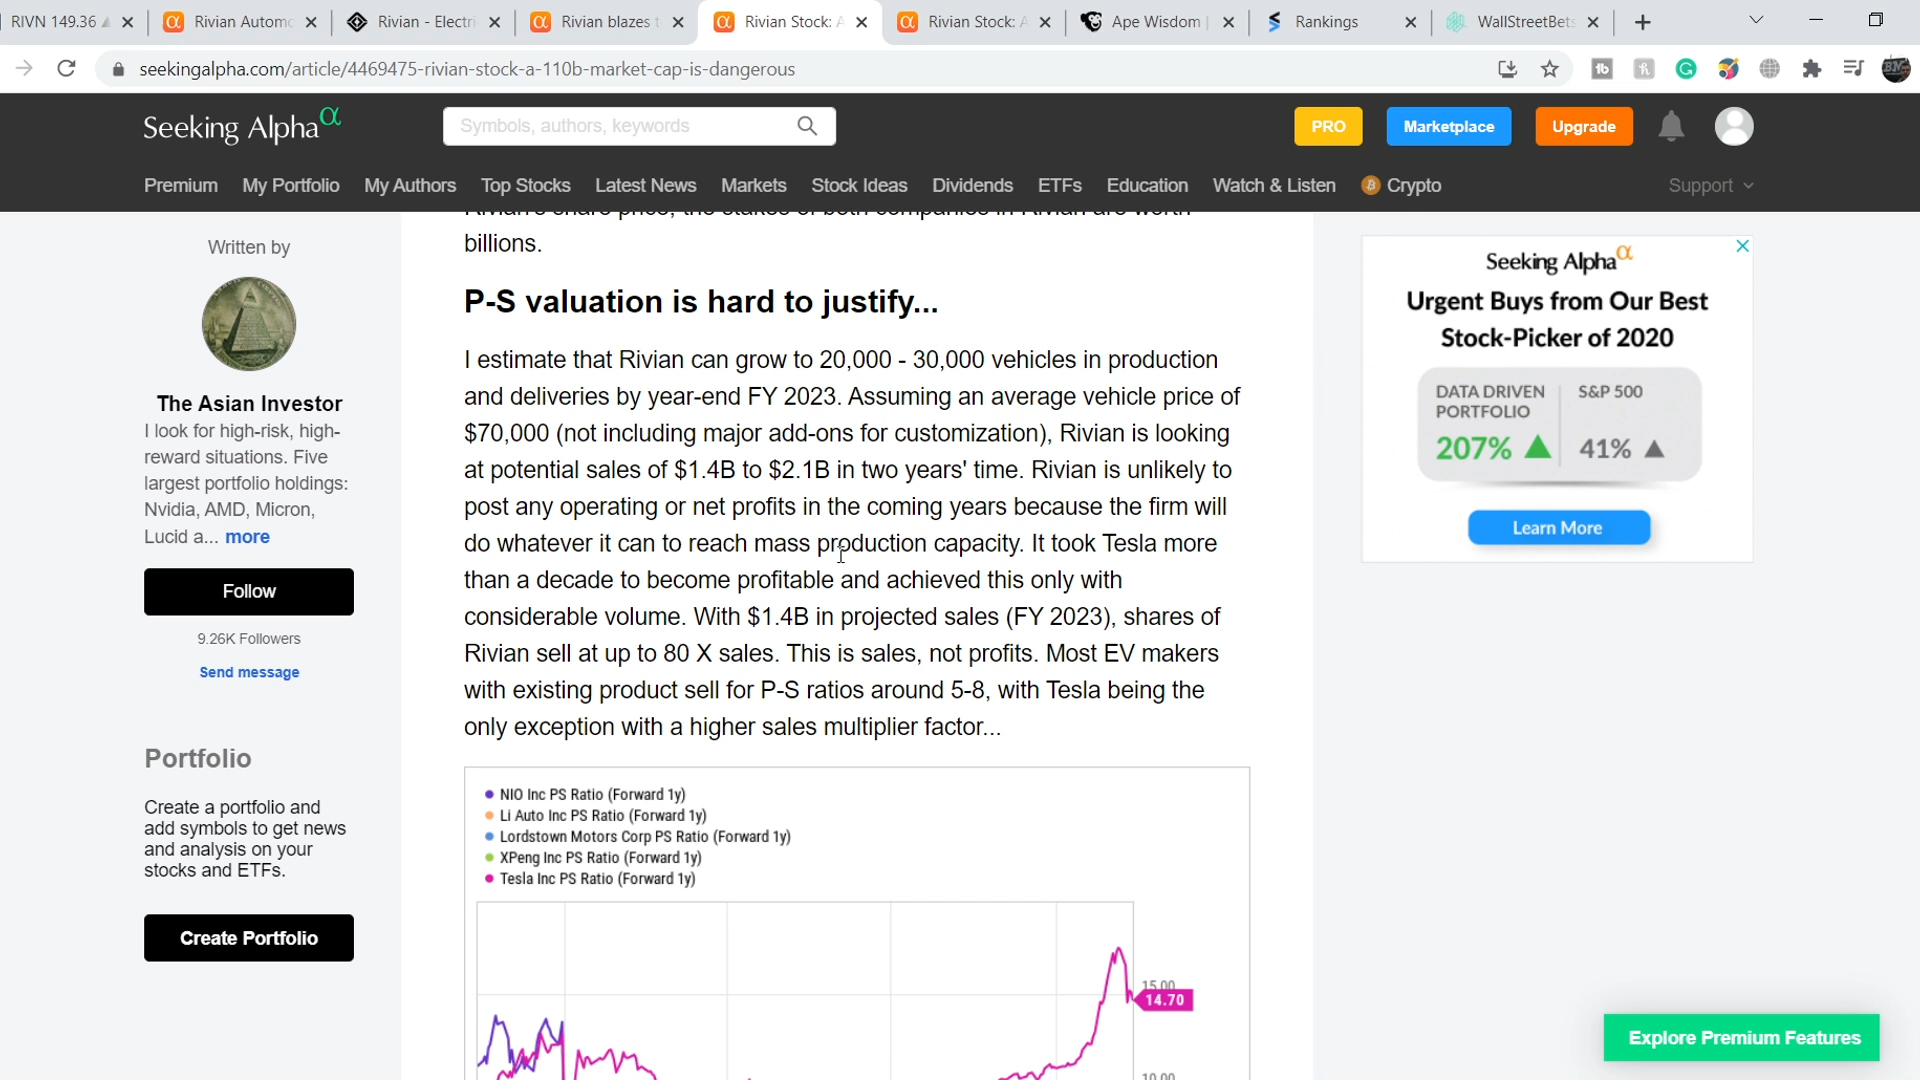 RIVN 149.36
Rivian Automo
Rivian - Electri
Rivian blazes t
Rivian Stock: A
Rivian Stock: A
Ape Wisdom |
Rankings
WallStreetBets
seekingalpha.com/article/4469475-rivian-stock-a-110b-market-cap-is-dangerous
Seeking Alpha α
Symbols, authors, keywords
PRO
Marketplace
Upgrade
Premium My Portfolio My Authors Top Stocks Latest News Markets Stock Ideas Dividends ETFs Education Watch & Listen Crypto Support
Written by
The Asian Investor
I look for high-risk, high-
reward situations. Five
largest portfolio holdings:
Nvidia, AMD, Micron,
Lucid a... more
Follow
9.26K Followers
Send message
Portfolio
Create a portfolio and
add symbols to get news
and analysis on your
stocks and ETFs.
Create Portfolio
Rivian's share price, the stakes of both companies in Rivian are worth
billions.
P-S valuation is hard to justify...
I estimate that Rivian can grow to 20,000 - 30,000 vehicles in production
and deliveries by year-end FY 2023. Assuming an average vehicle price of
$70,000 (not including major add-ons for customization), Rivian is looking
at potential sales of $1.4B to $2.1B in two years' time. Rivian is unlikely to
post any operating or net profits in the coming years because the firm will
do whatever it can to reach mass production capacity. It took Tesla more
than a decade to become profitable and achieved this only with
considerable volume. With $1.4B in projected sales (FY 2023), shares of
Rivian sell at up to 80 X sales. This is sales, not profits. Most EV makers
with existing product sell for P-S ratios around 5-8, with Tesla being the
only exception with a higher sales multiplier factor...
NIO Inc PS Ratio (Forward 1y)
Li Auto Inc PS Ratio (Forward 1y)
Lordstown Motors Corp PS Ratio (Forward 1y)
XPeng Inc PS Ratio (Forward 1y)
Tesla Inc PS Ratio (Forward 1y)
15.00
14.70
10.00
Seeking Alpha α
Urgent Buys from Our Best
Stock-Picker of 2020
DATA DRIVEN
PORTFOLIO
207%
S&P 500
41%
Learn More
Explore Premium Features